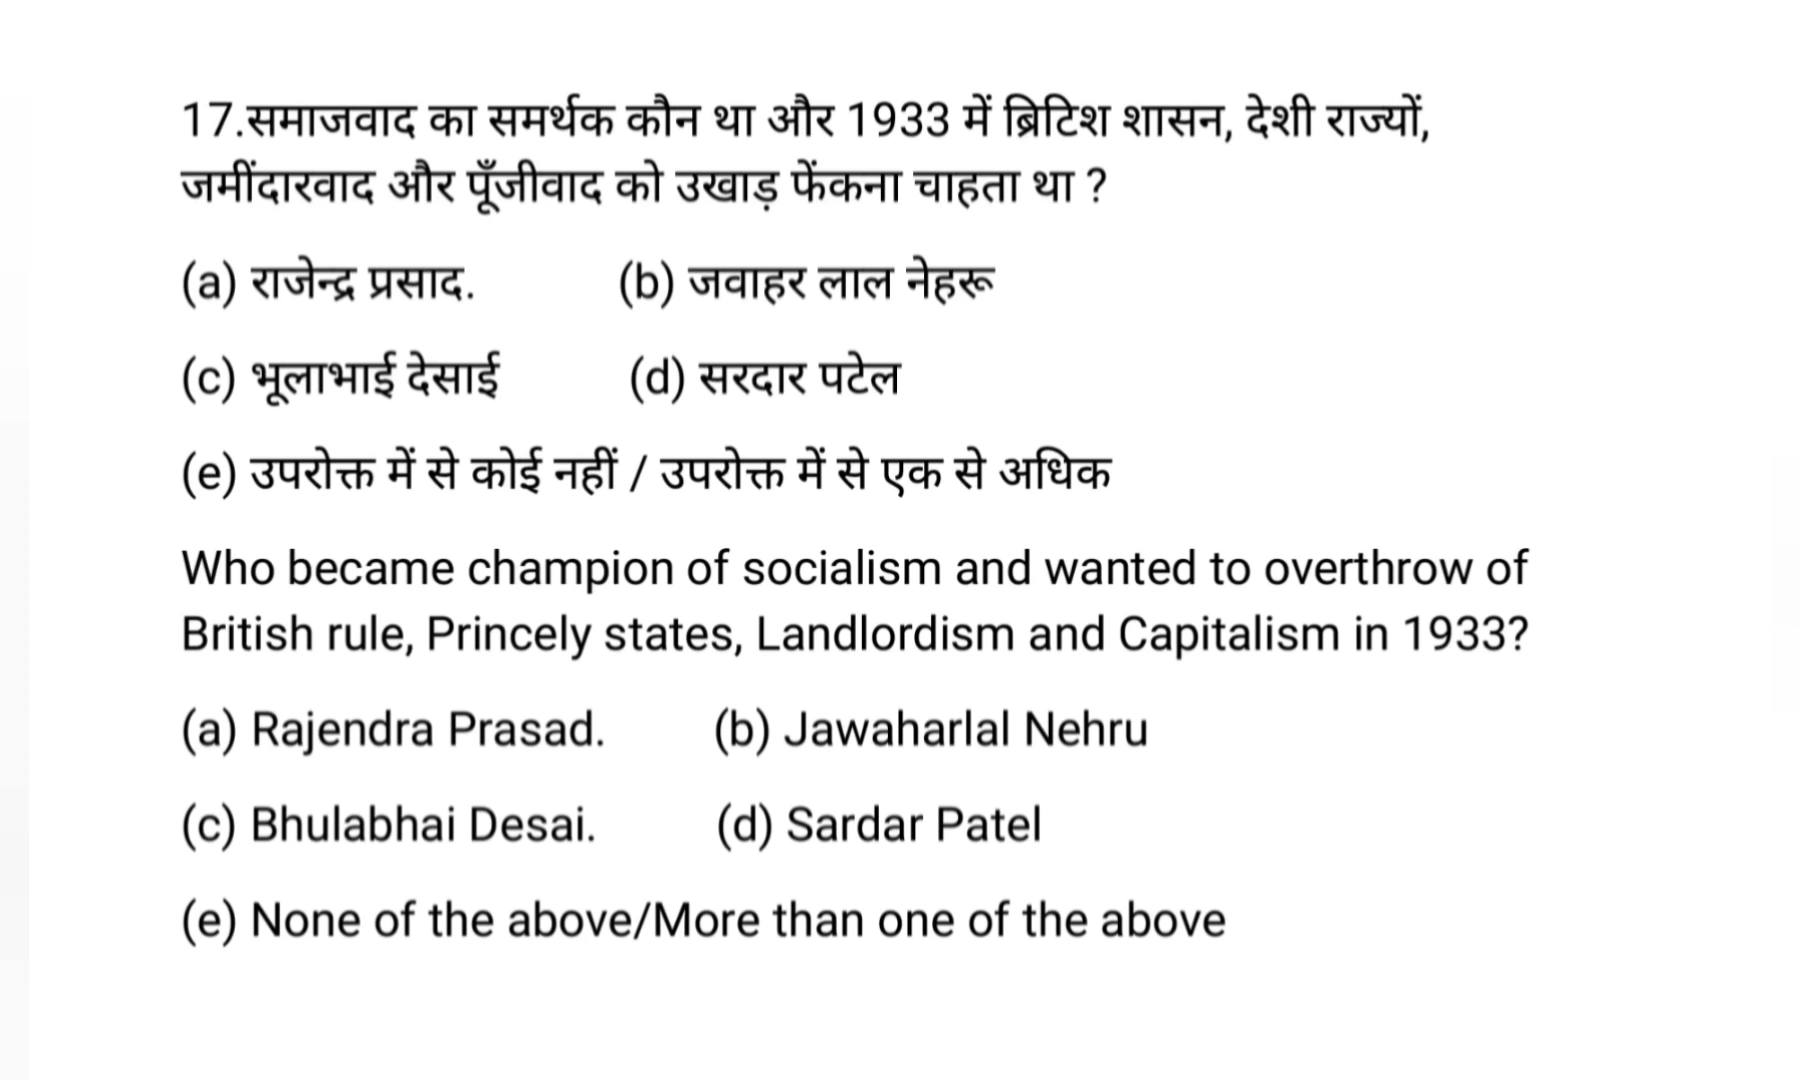 17.समाजवाद का समर्थक कौन था और 1933 में ब्रिटिश शासन, देशी राज्यों,
जमींदारवाद और पूँजीवाद को उखाड़ फेंकना चाहता था ?
(a) राजेन्द्र प्रसाद. (b) जवाहर लाल नेहरू
(c) भूलाभाई देसाई (d) सरदार पटेल
(e) उपरोक्त में से कोई नहीं / उपरोक्त में से एक से अधिक
Who became champion of socialism and wanted to overthrow of
British rule, Princely states, Landlordism and Capitalism in 1933?
(a) Rajendra Prasad. (b) Jawaharlal Nehru
(c) Bhulabhai Desai. (d) Sardar Patel
(e) None of the above/More than one of the above